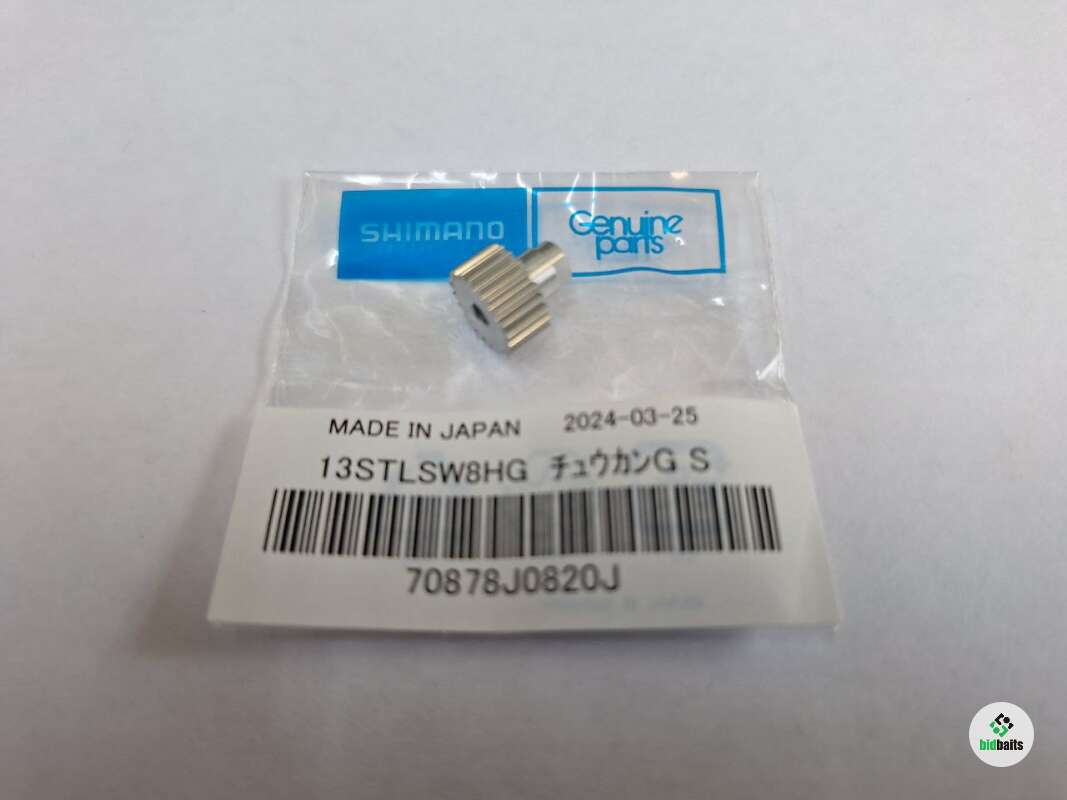 SHIMANO
Genuine
parts
MADE IN JAPAN 2024-03-25
13STLSW8HG チュウカンG S
70878J0820J
bidbaits